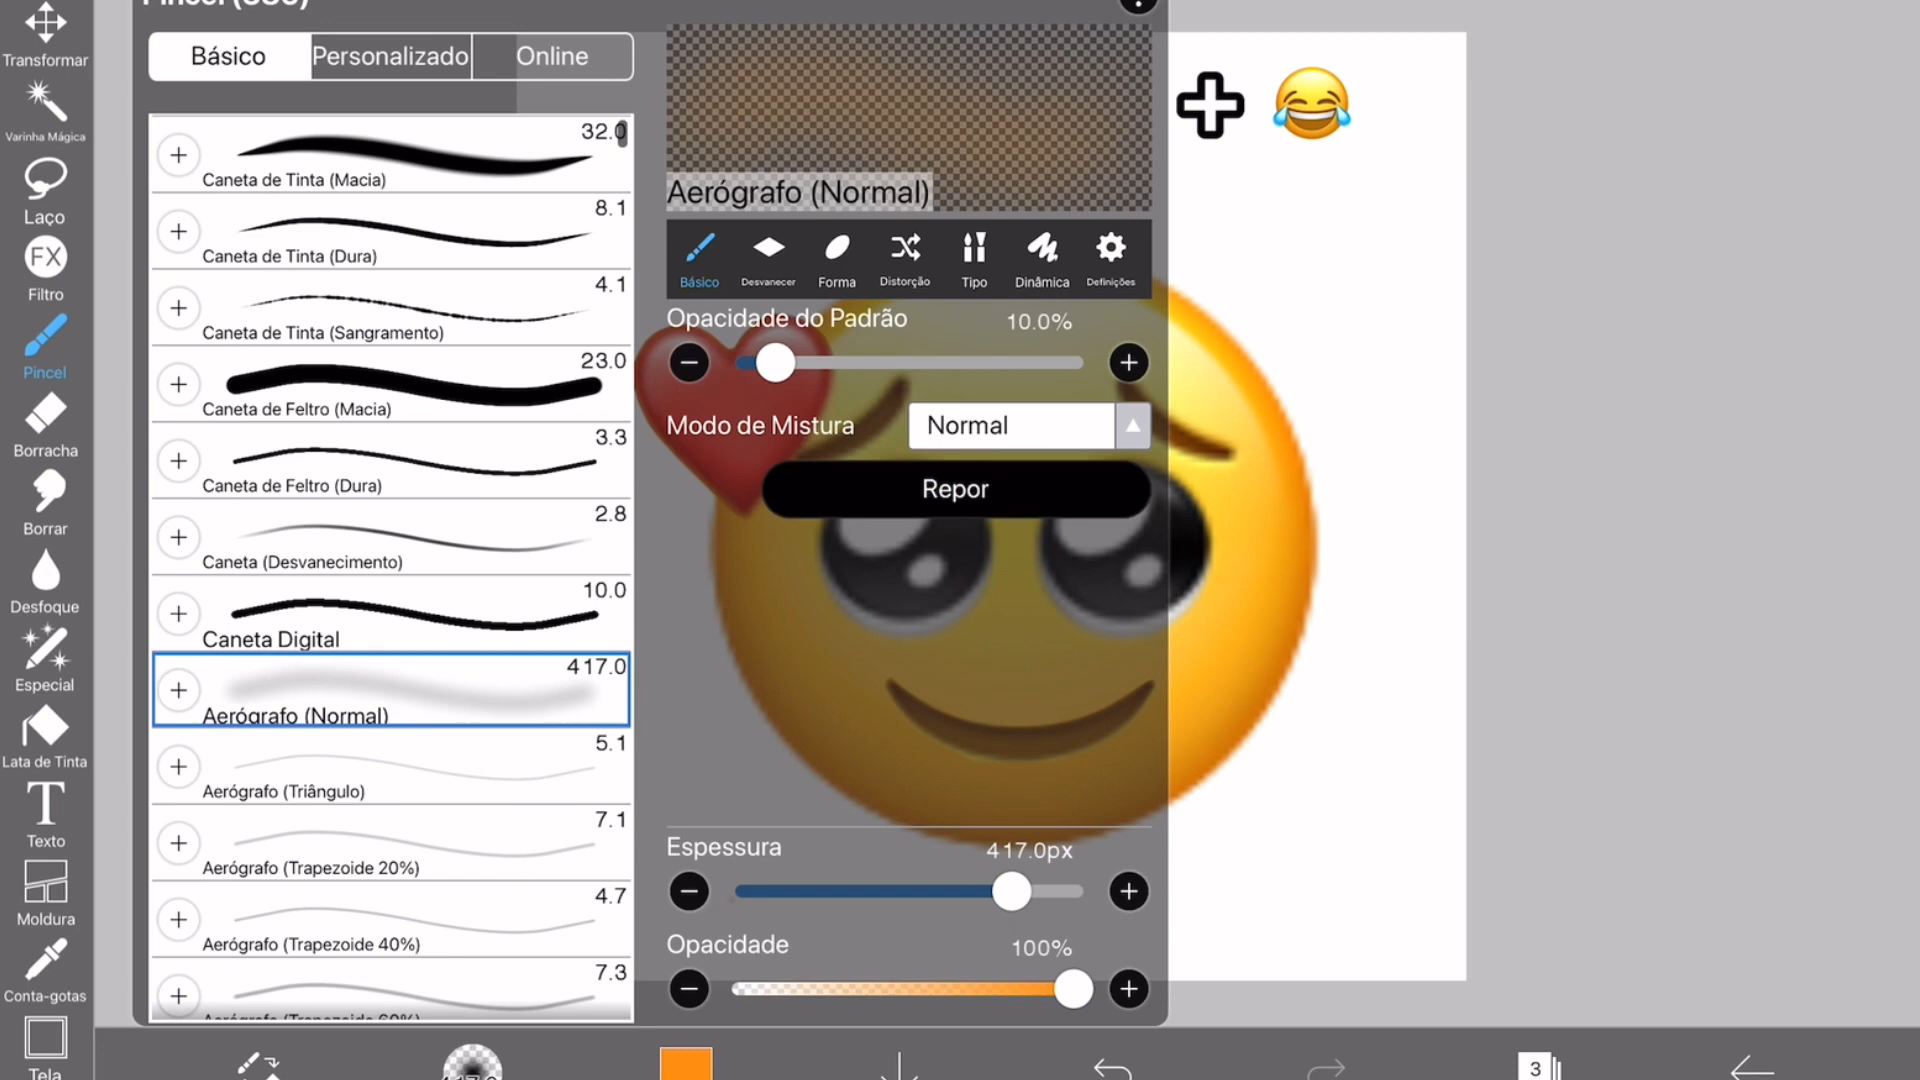 Transformar
Varinha Mágica
Laço
FX
Filtro
Pincel
Borracha
Borrar
Desfoque
Especial
Lata de Tinta
T
Texto
Moldura
Conta-gotas
Tela
Básico
Personalizado
Online
32.0
Caneta de Tinta (Macia)
8.1
Caneta de Tinta (Dura)
4.1
Caneta de Tinta (Sangramento)
23.0
Caneta de Feltro (Macia)
3.3
Caneta de Feltro (Dura)
2.8
Caneta (Desvanecimento)
10.0
Caneta Digital
417.0
Aerógrafo (Normal)
5.1
Aerógrafo (Triângulo)
7.1
Aerógrafo (Trapezoide 20%)
4.7
Aerógrafo (Trapezoide 40%)
7.3
Aerógrafo (Trapezoide 60%)
Aerógrafo (Normal)
Básico
Desvanecer
Forma
Distorção
Tipo
Dinâmica
Definições
Opacidade do Padrão 10.0%
Modo de Mistura Normal
Repor
Espessura 417.0px
Opacidade 100%
417.0
3